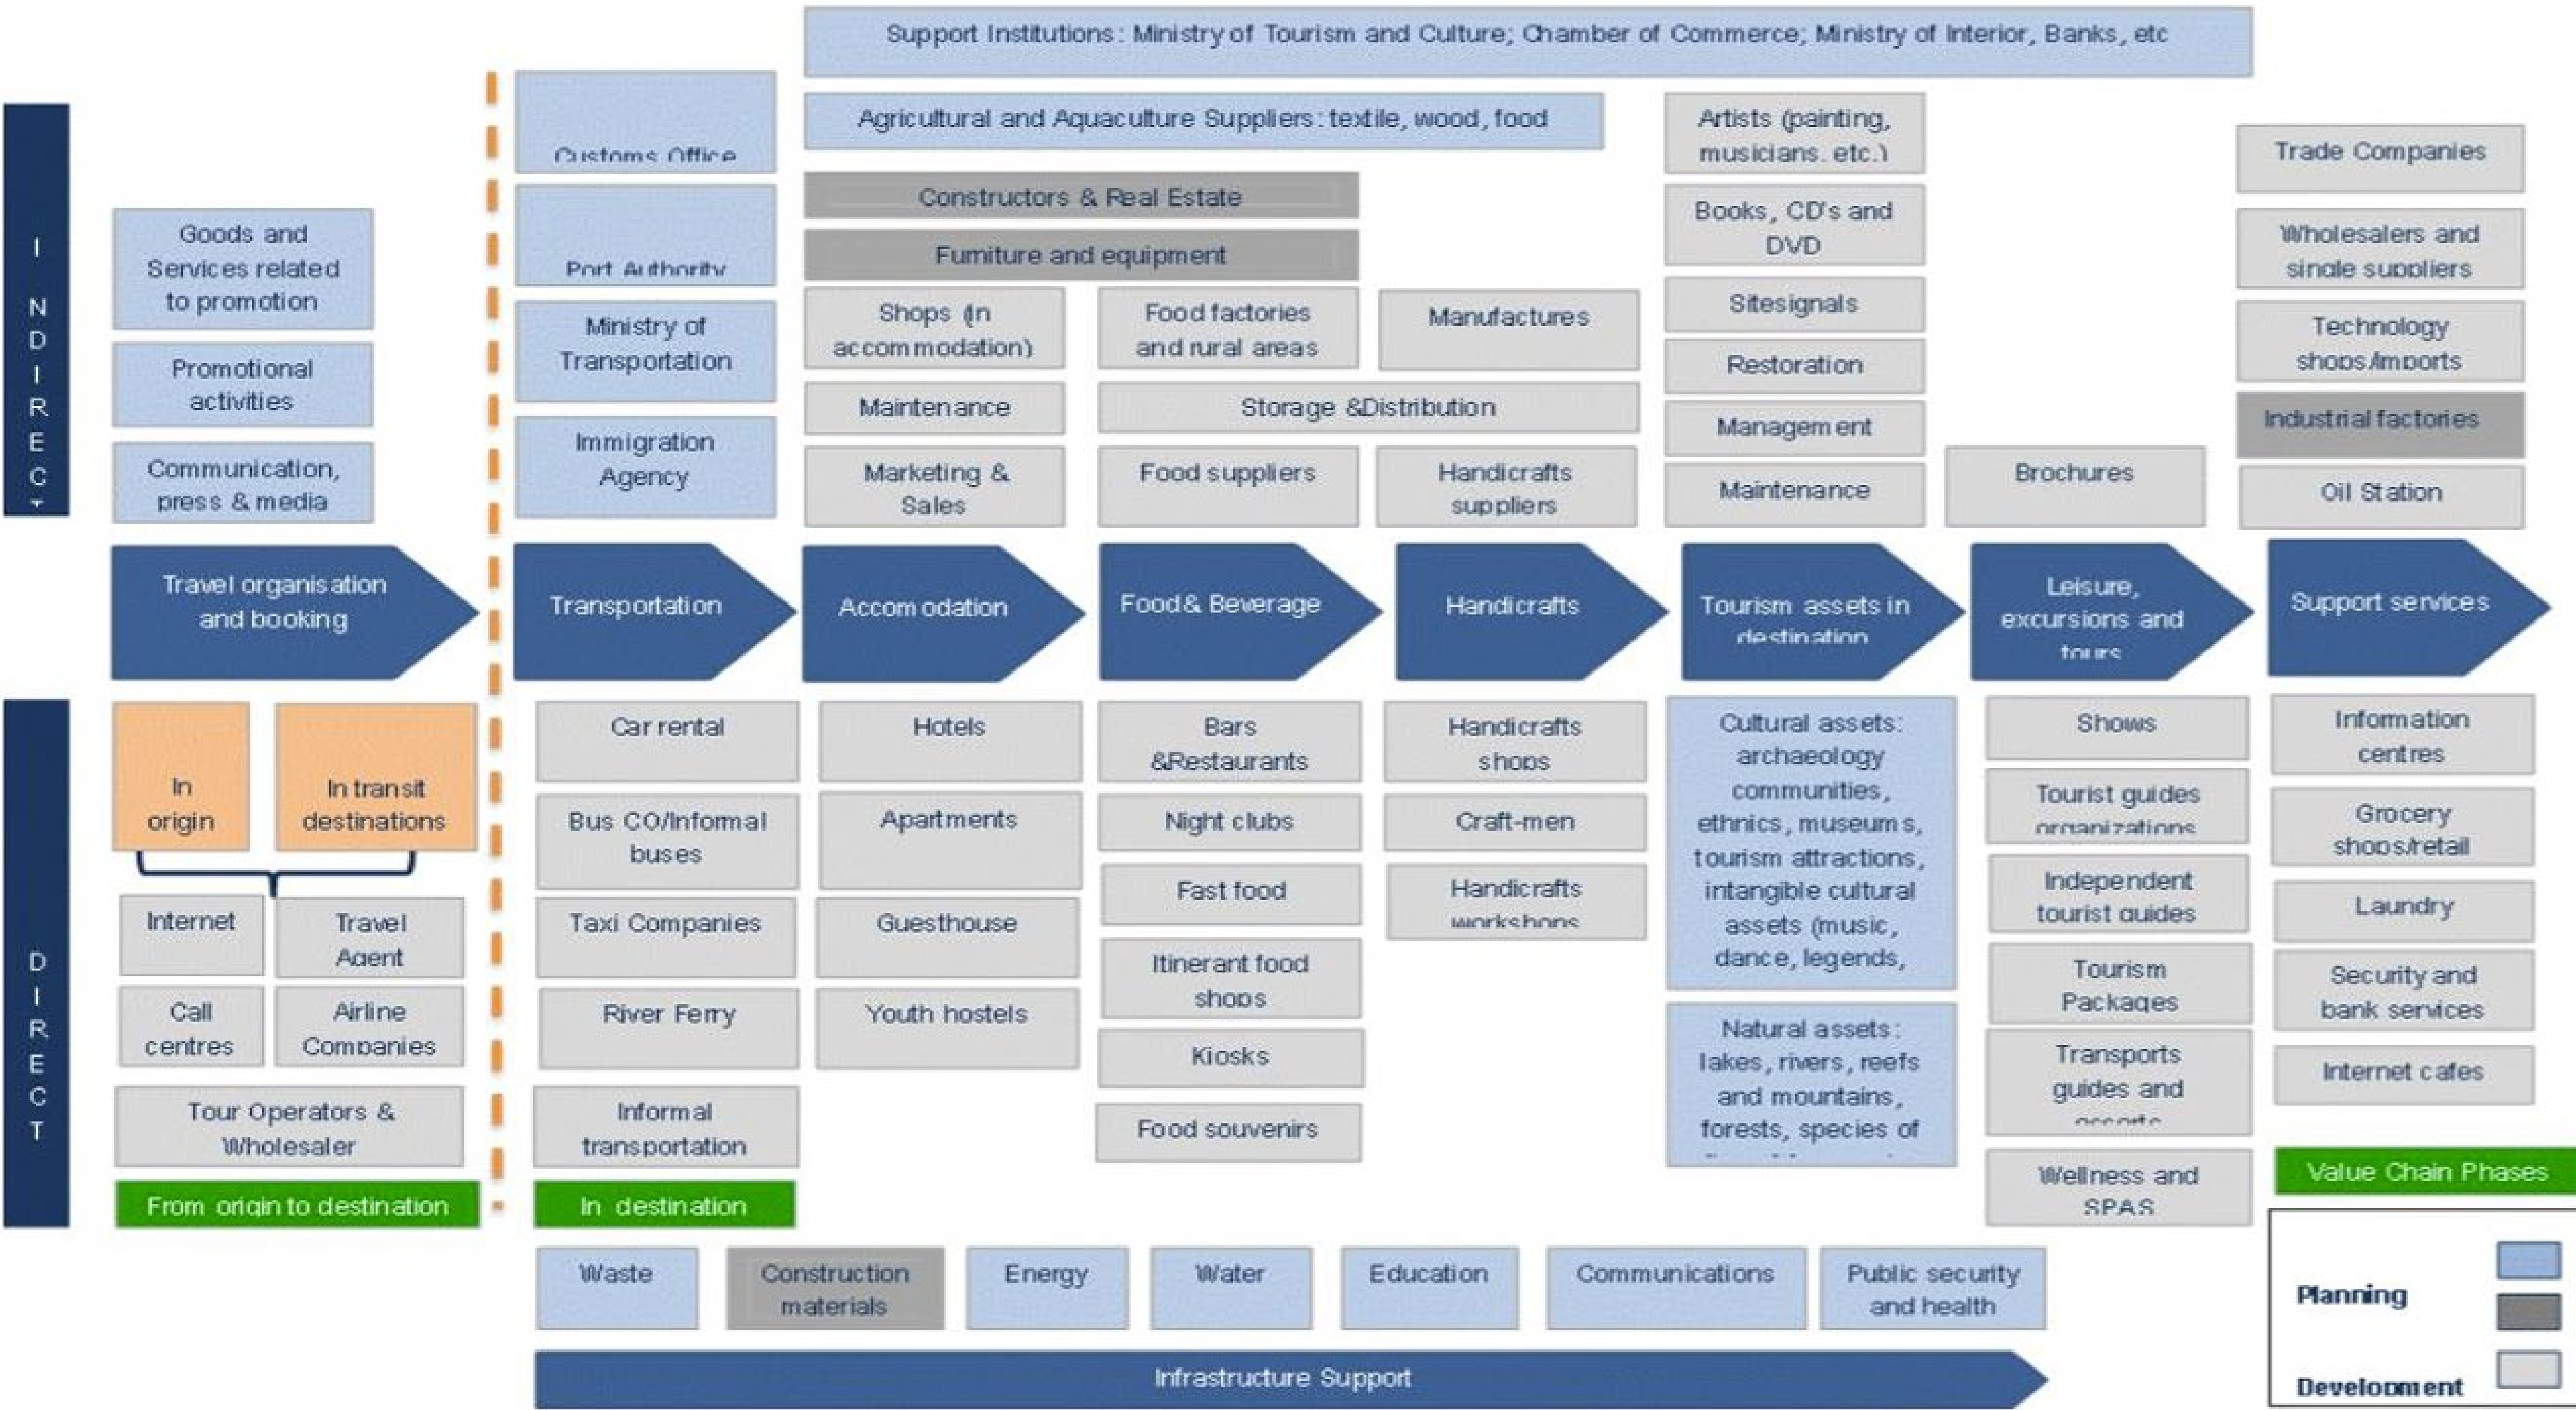 Support Institutions: Ministry of Tourism and Culture; Chamber of Commerce; Ministry of Interior, Banks, etc
Agricultural and Aquaculture Suppliers: textile, wood, food
Constructors & Real Estate
Furniture and equipment
INDIRECT
Goods and
Services related
to promotion
Promotional
activities
Communication,
press & media
Customs Office
Port Authority
Ministry of
Transportation
Immigration
Agency
Shops (in
accommodation)
Maintenance
Marketing &
Sales
Food factories
and rural areas
Manufactures
Storage &Distribution
Food suppliers
Handicrafts
suppliers
Artists (painting,
musicians. etc.)
Books, CD's and
DVD
Sitesignals
Restoration
Management
Maintenance
Brochures
Trade Companies
Wholesalers and
single suppliers
Technology
shops/imports
Industrial factories
Oil Station
Travel organisation
and booking
Transportation
Accomodation
Food& Beverage
Handicrafts
Tourism assets in
destination
Leisure,
excursions and
tours
Support services
DIRECT
In
origin
In transit
destinations
Internet
Travel
Agent
Call
centres
Airline
Companies
Tour Operators &
Wholesaler
From origin to destination
Car rental
Bus CO/Informal
buses
Taxi Companies
River Ferry
Informal
transportation
In destination
Hotels
Apartments
Guesthouse
Youth hostels
Bars
&Restaurants
Night clubs
Fast food
Itinerant food
shops
Kiosks
Food souvenirs
Handicrafts
shops
Craft-men
Handicrafts
workshops
Cultural assets:
archaeology
communities,
ethnics, museums,
tourism attractions,
intangible cultural
assets (music,
dance, legends,
Natural assets:
lakes, rivers, reefs
and mountains,
forests, species of
Shows
Tourist guides
organizations
Independent
tourist guides
Tourism
Packages
Transports
guides and
Wellness and
SPAS
Information
centres
Grocery
shops/retail
Laundry
Security and
bank services
Internet cafes
Value Chain Phases
Planning
Development
Waste
Construction
materials
Energy
Water
Education
Communications
Public security
and health
Infrastructure Support